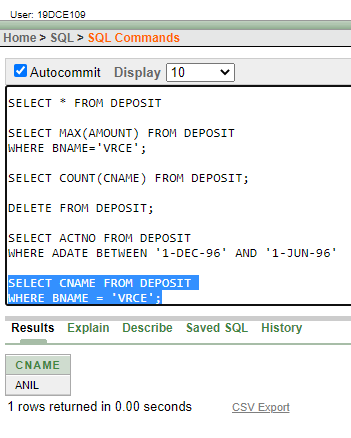 User: 19DCE109
Home > SQL > SQL Commands
Autocommit Display 10
SELECT * FROM DEPOSIT
SELECT MAX(AMOUNT) FROM DEPOSIT
WHERE BNAME='VRCE';
SELECT COUNT(CNAME) FROM DEPOSIT;
DELETE FROM DEPOSIT;
SELECT ACTNO FROM DEPOSIT
WHERE ADATE BETWEEN '1-DEC-96' AND '1-JUN-96'
SELECT CNAME FROM DEPOSIT
WHERE BNAME = 'VRCE';
Results Explain Describe Saved SQL History
CNAME
ANIL
1 rows returned in 0.00 seconds CSV Export